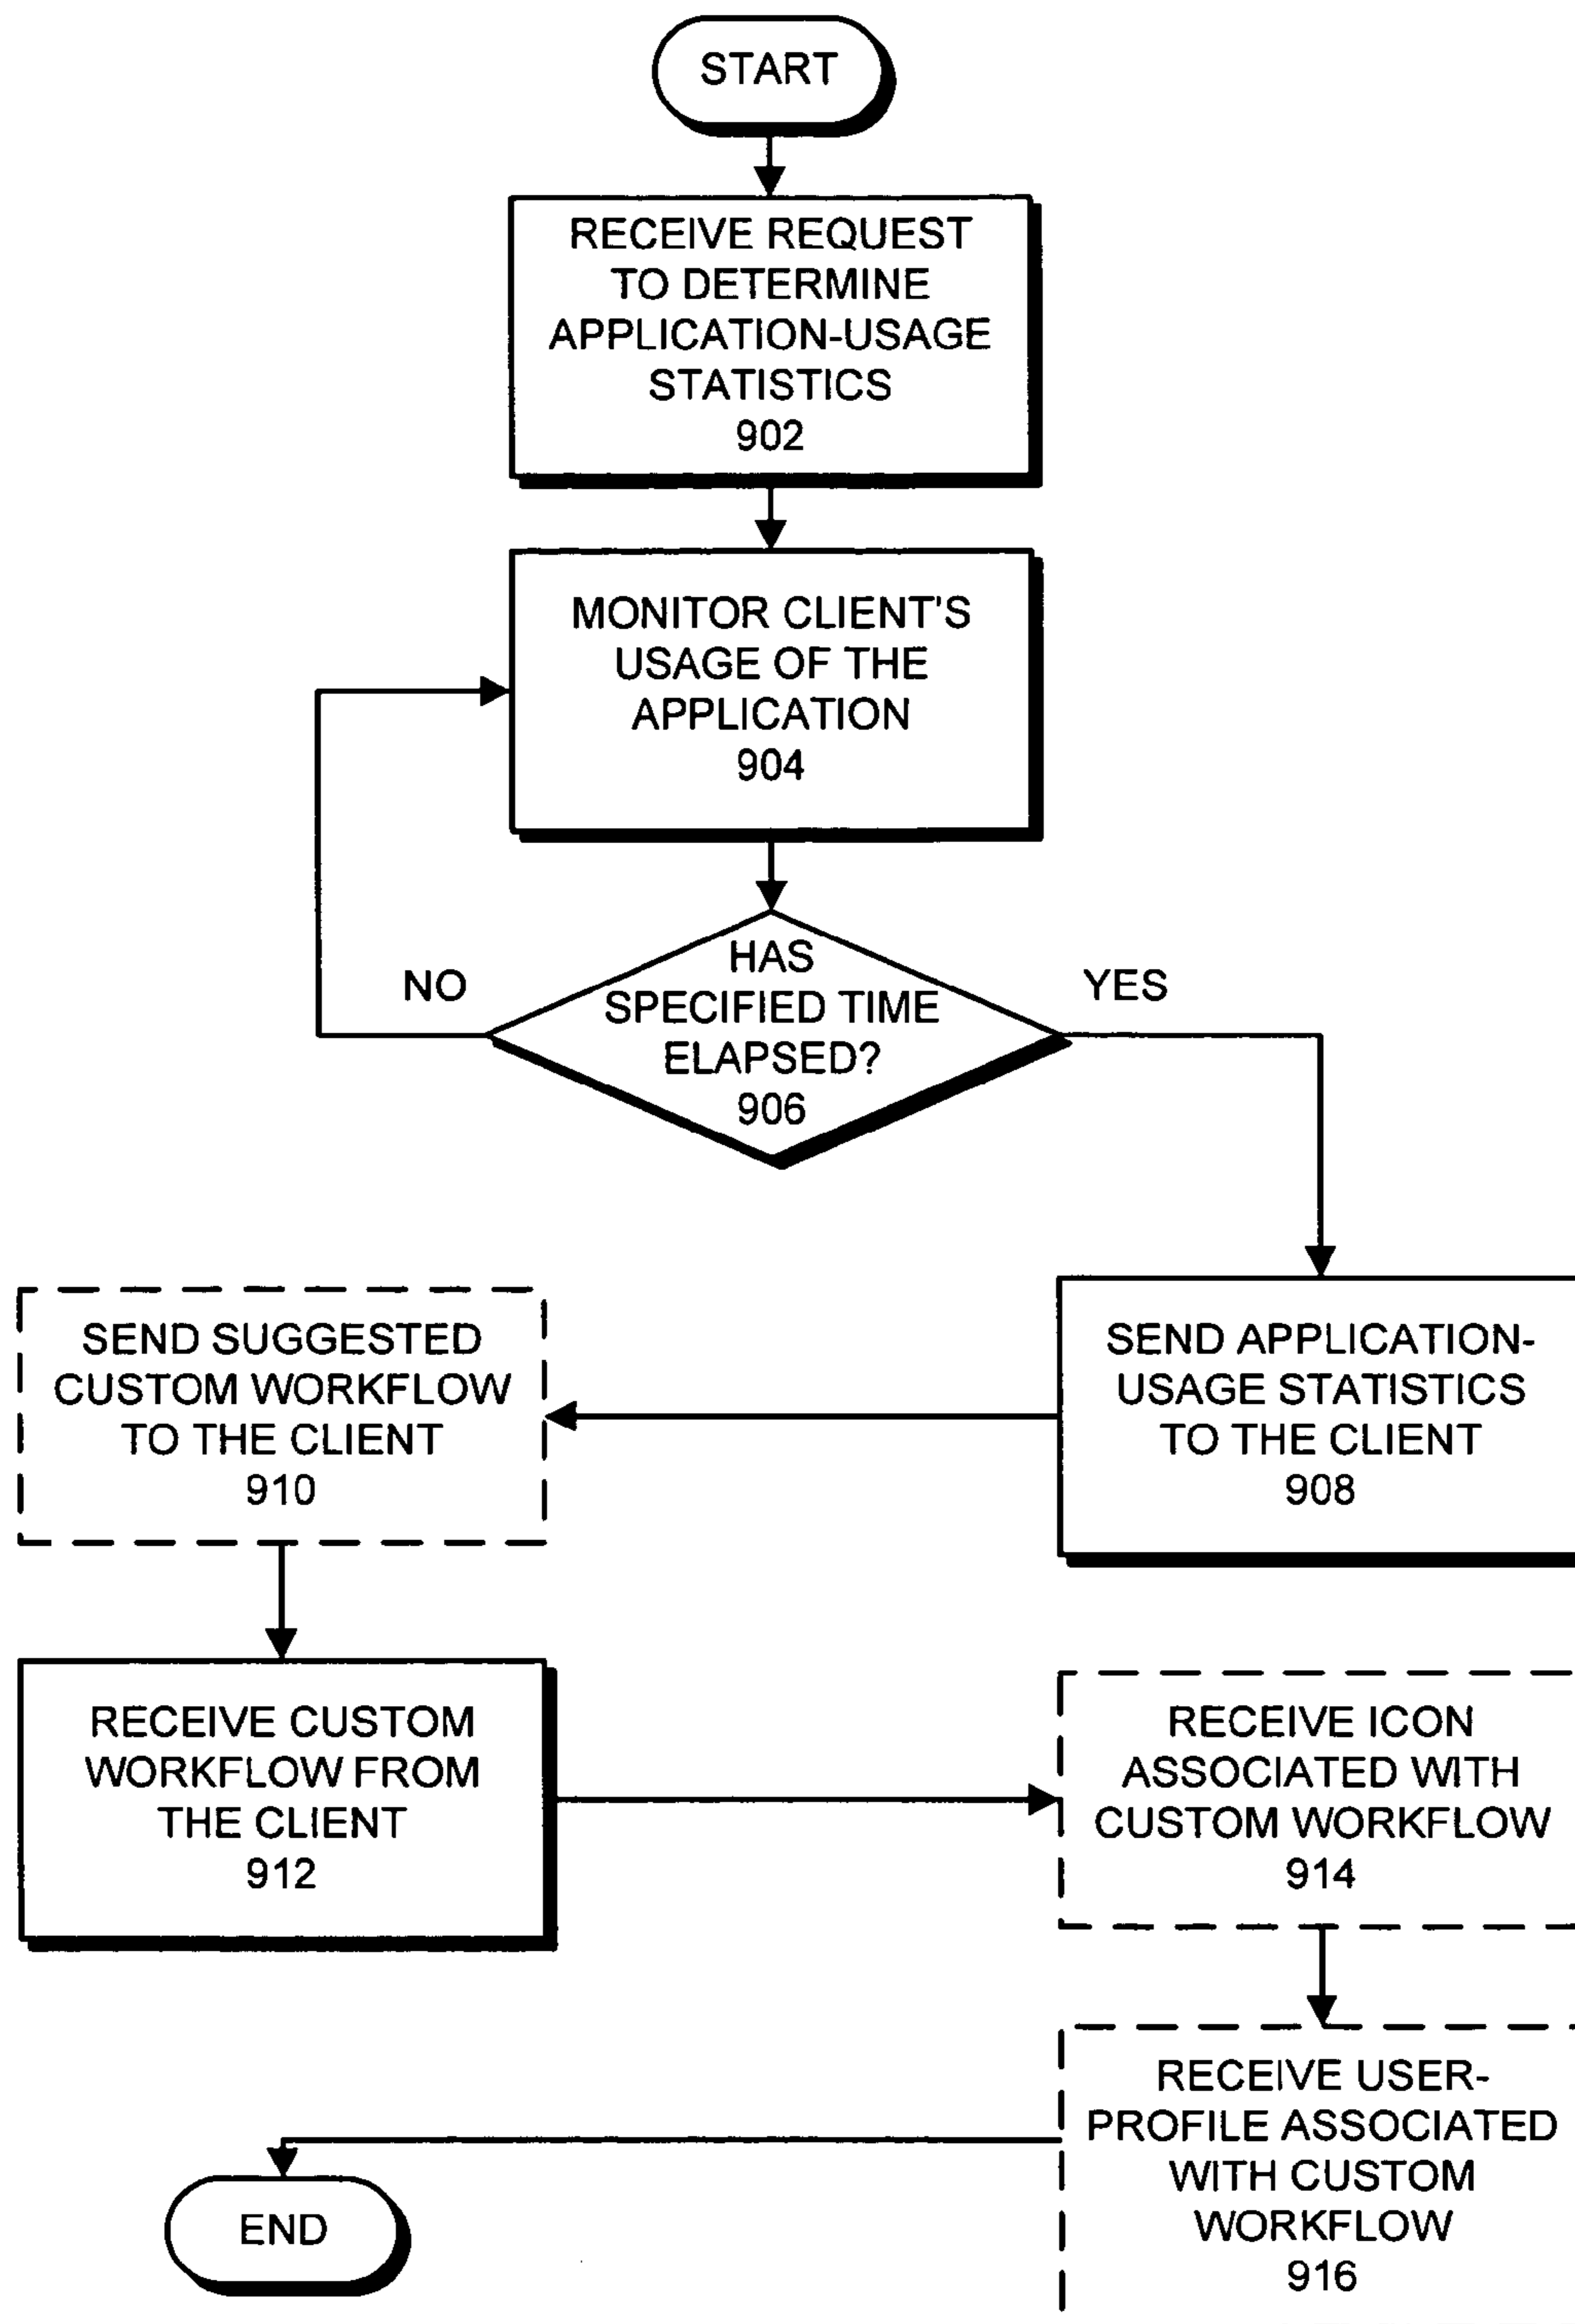 START
RECEIVE REQUEST
TO DETERMINE
APPLICATION-USAGE
STATISTICS
902
MONITOR CLIENT'S
USAGE OF THE
APPLICATION
904
HAS
SPECIFIED TIME
ELAPSED?
906
NO
YES
SEND APPLICATION-
USAGE STATISTICS
TO THE CLIENT
908
SEND SUGGESTED
CUSTOM WORKFLOW
TO THE CLIENT
910
RECEIVE CUSTOM
WORKFLOW FROM
THE CLIENT
912
RECEIVE ICON
ASSOCIATED WITH
CUSTOM WORKFLOW
914
RECEIVE USER-
PROFILE ASSOCIATED
WITH CUSTOM
WORKFLOW
916
END